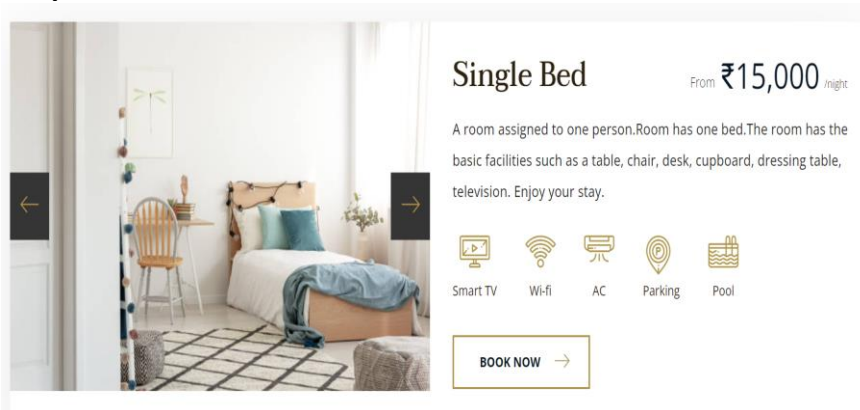 Single Bed
From ₹15,000 /night
A room assigned to one person.Room has one bed.The room has the
basic facilities such as a table, chair, desk, cupboard, dressing table,
television. Enjoy your stay.
Smart TV Wi-fi AC Parking Pool
BOOK NOW